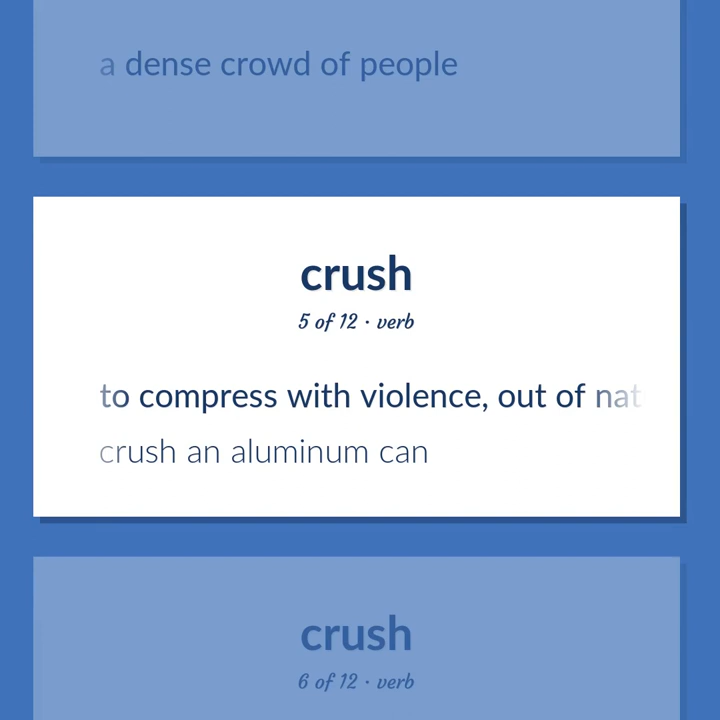 a dense crowd of people
crush
5 of 12 · verb
to compress with violence, out of nat
crush an aluminum can
crush
6 of 12 · verb